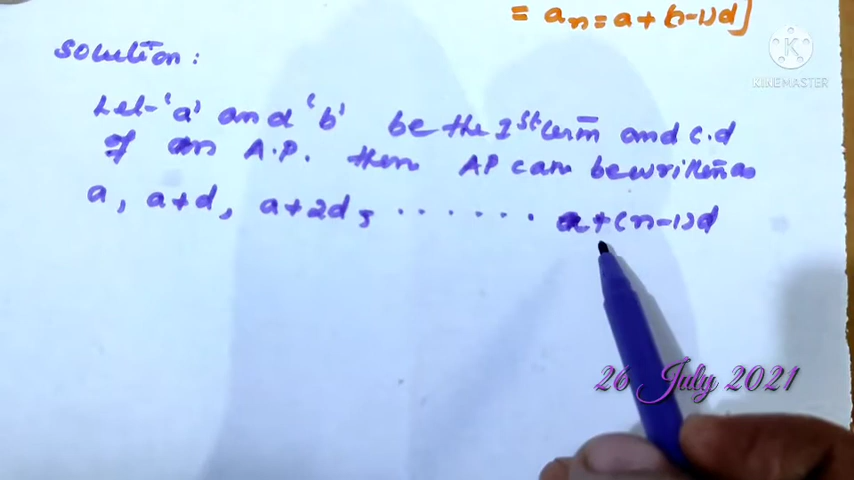 = an = a + (n-1)d]
KINEMASTER
Solution:
Let 'a' and 'b' be the 1st term and c.d
of an A.P. then AP can be written as
a, a+d, a+2d, ....... a+(n-1)d
26 July 2021